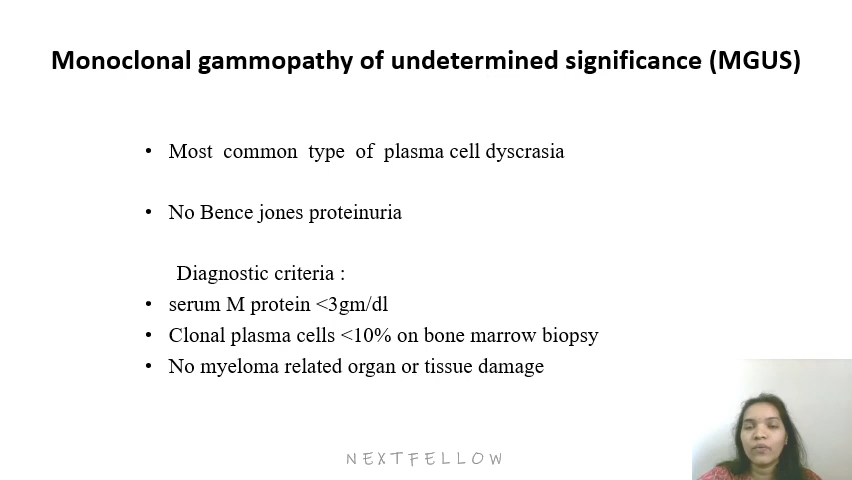 Monoclonal gammopathy of undetermined significance (MGUS)
• Most common type of plasma cell dyscrasia
• No Bence jones proteinuria
Diagnostic criteria :
• serum M protein <3gm/dl
• Clonal plasma cells <10% on bone marrow biopsy
• No myeloma related organ or tissue damage
NEXTFELLOW